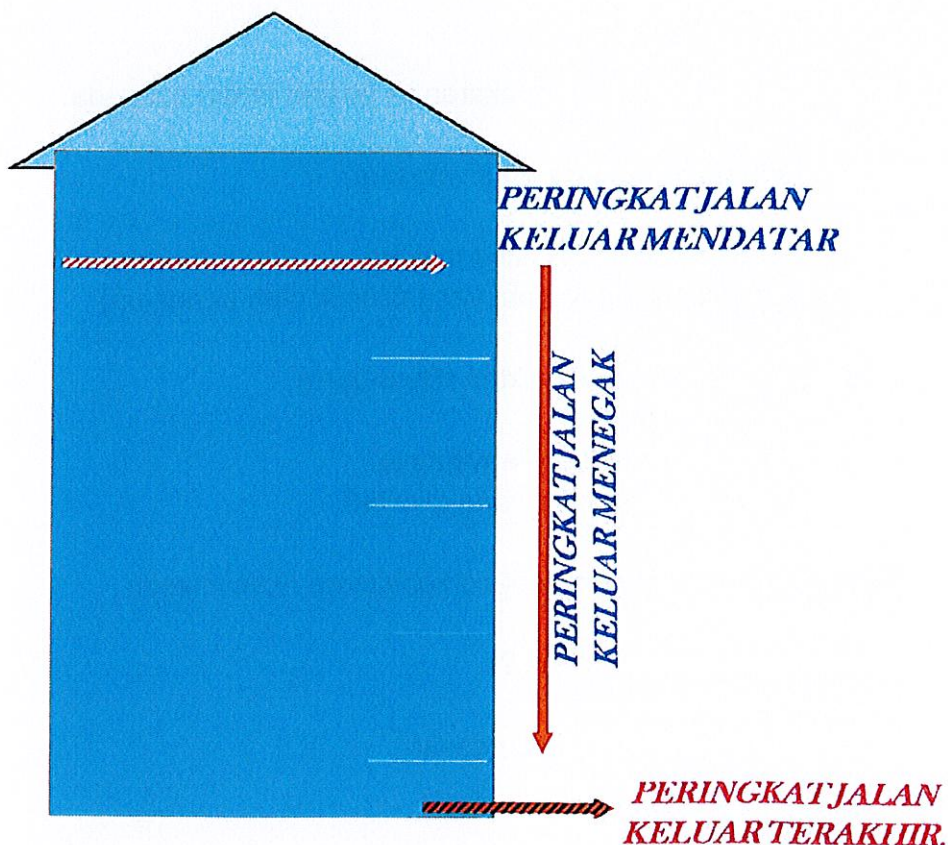 PERINGKAT JALAN
KELUAR MENDATAR
PERINGKAT JALAN
KELUAR MENEGAK
PERINGKAT JALAN
KELUAR TERAKHIR.